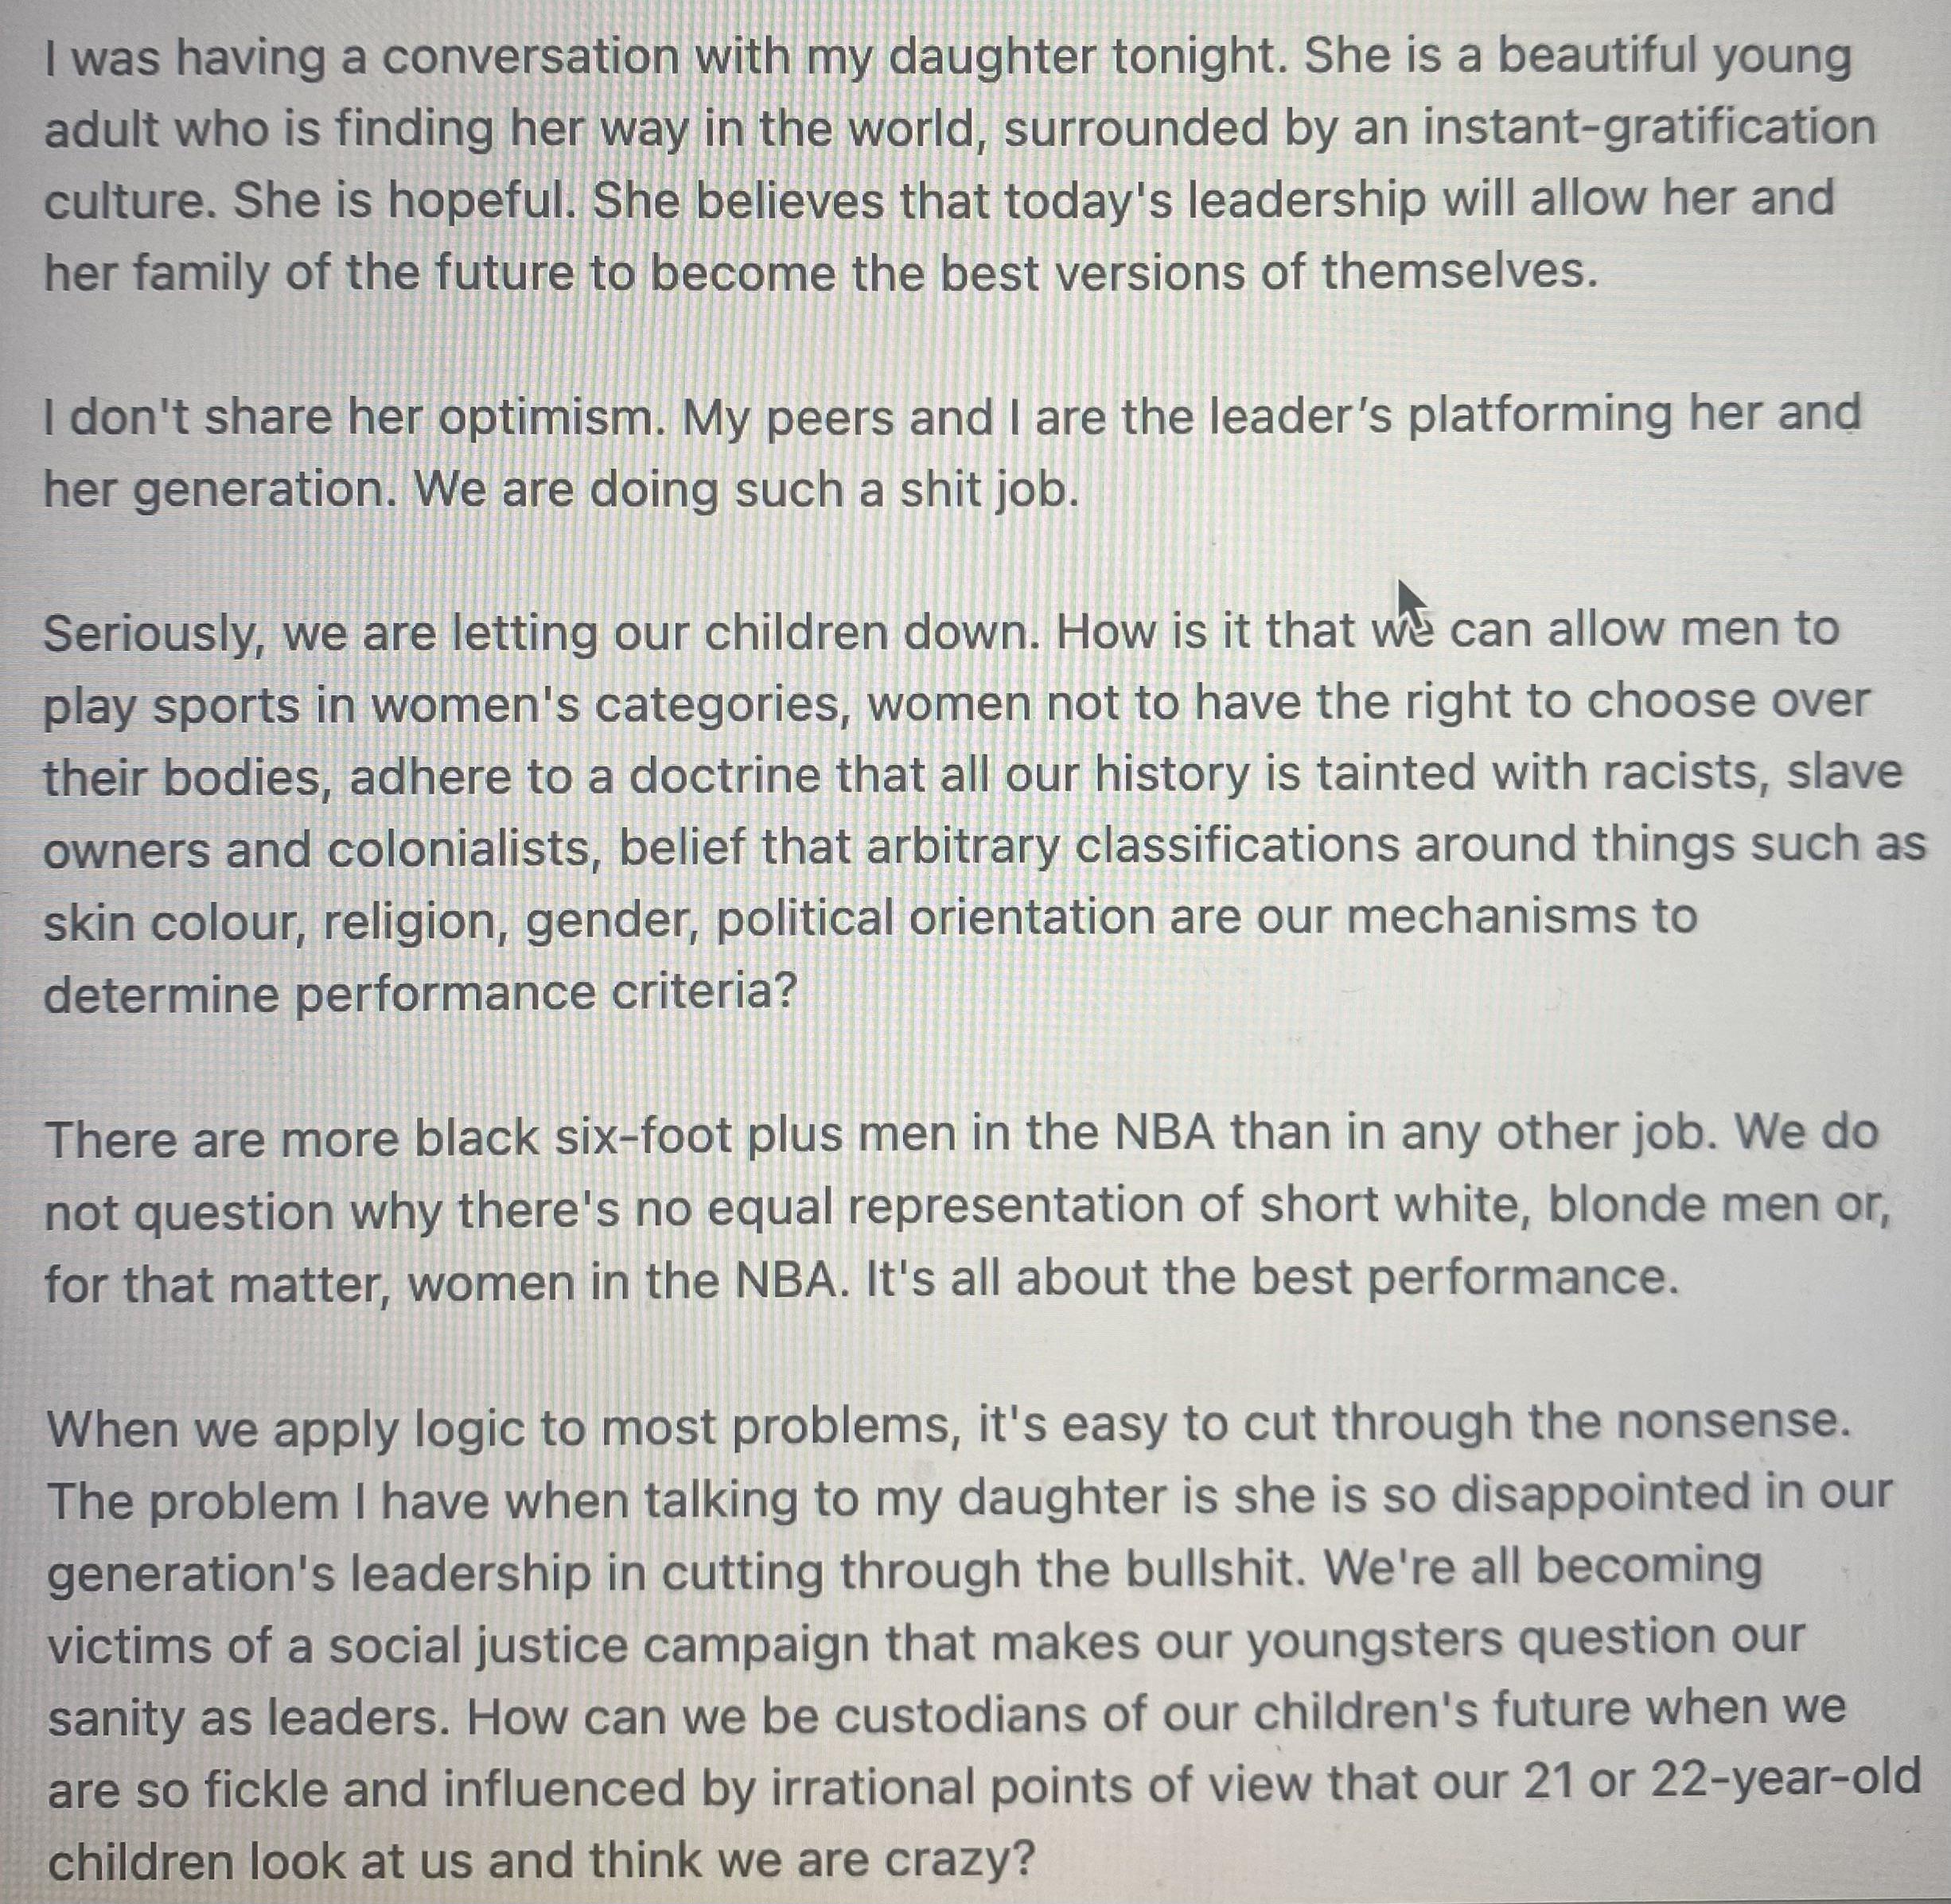 I was having a conversation with my daughter tonight. She is a beautiful young
adult who is finding her way in the world, surrounded by an instant-gratification
culture. She is hopeful. She believes that today's leadership will allow her and
her family of the future to become the best versions of themselves.
I don't share her optimism. My peers and I are the leader’s platforming her and
her generation. We are doing such a shit job.
Seriously, we are letting our children down. How is it that we can allow men to
play sports in women's categories, women not to have the right to choose over
their bodies, adhere to a doctrine that all our history is tainted with racists, slave
owners and colonialists, belief that arbitrary classifications around things such as
skin colour, religion, gender, political orientation are our mechanisms to
determine performance criteria?
There are more black six-foot plus men in the NBA than in any other job. We do
not question why there's no equal representation of short white, blonde men or,
for that matter, women in the NBA. It's all about the best performance.
When we apply logic to most problems, it's easy to cut through the nonsense.
The problem I have when talking to my daughter is she is so disappointed in our
generation's leadership in cutting through the bullshit. We're all becoming
victims of a social justice campaign that makes our youngsters question our
sanity as leaders. How can we be custodians of our children's future when we
are so fickle and influenced by irrational points of view that our 21 or 22-year-old
children look at us and think we are crazy?